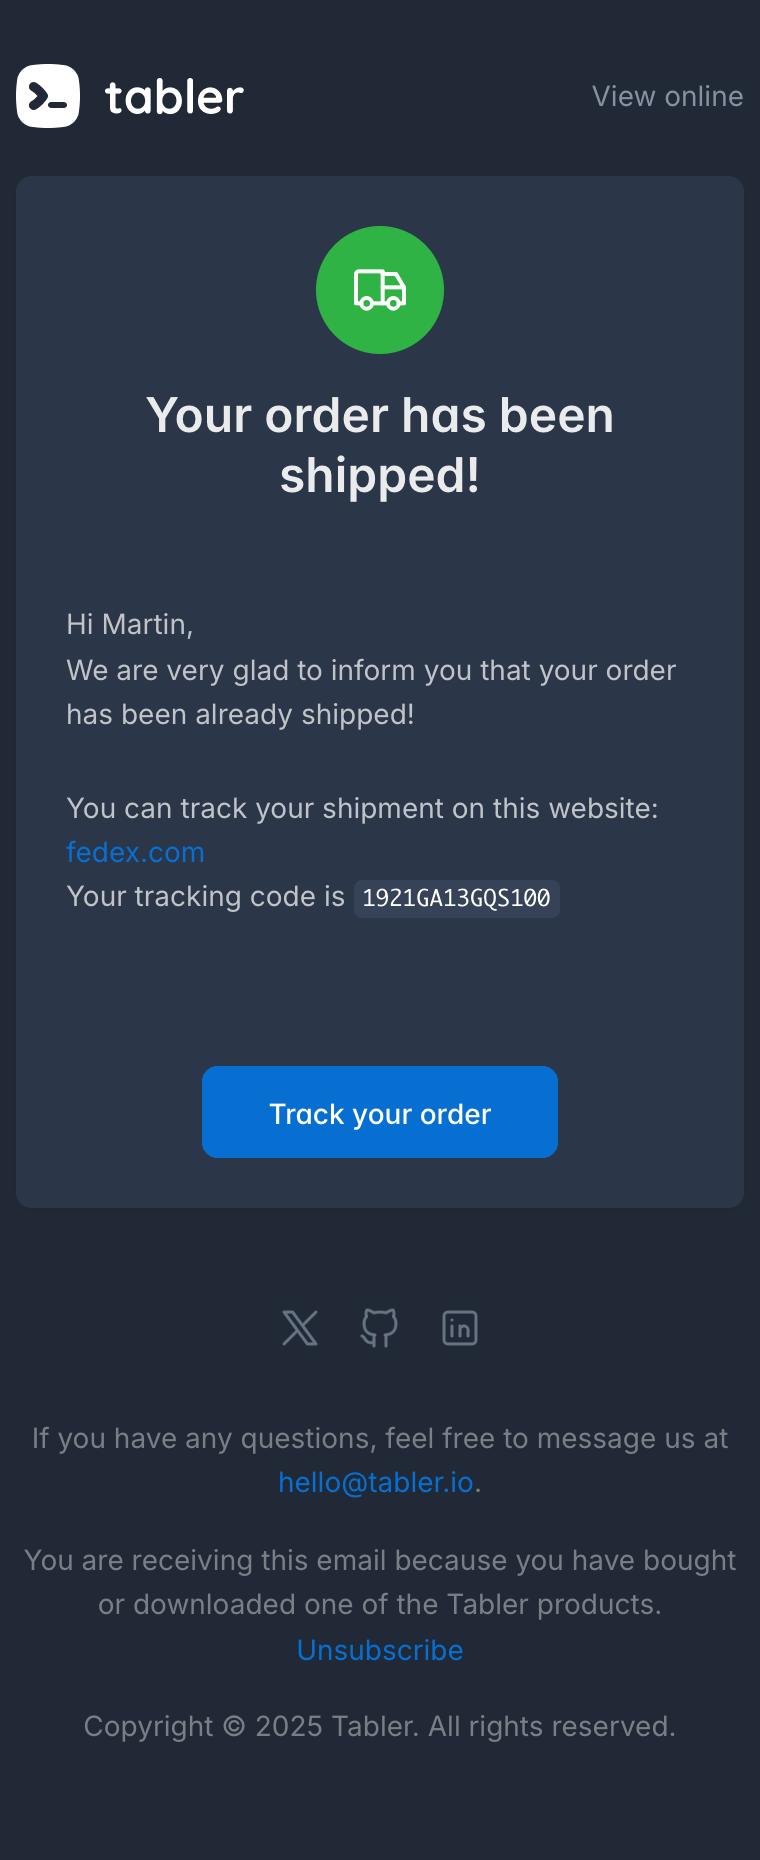 tabler
View online
Your order has been
shipped!
Hi Martin,
We are very glad to inform you that your order
has been already shipped!
You can track your shipment on this website:
fedex.com
Your tracking code is 1921GA13GQS100
Track your order
If you have any questions, feel free to message us at
hello@tabler.io.
You are receiving this email because you have bought
or downloaded one of the Tabler products.
Unsubscribe
Copyright © 2025 Tabler. All rights reserved.